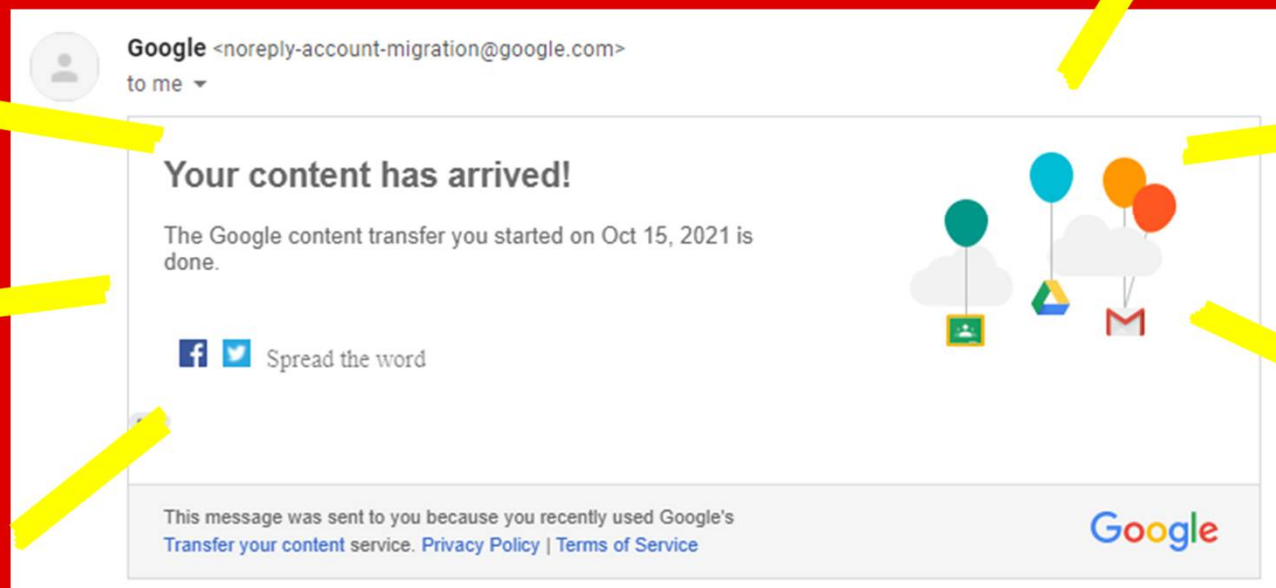 Google <noreply-account-migration@google.com>
to me
Your content has arrived!
The Google content transfer you started on Oct 15, 2021 is
done.
Spread the word
This message was sent to you because you recently used Google's
Transfer your content service. Privacy Policy | Terms of Service
Google